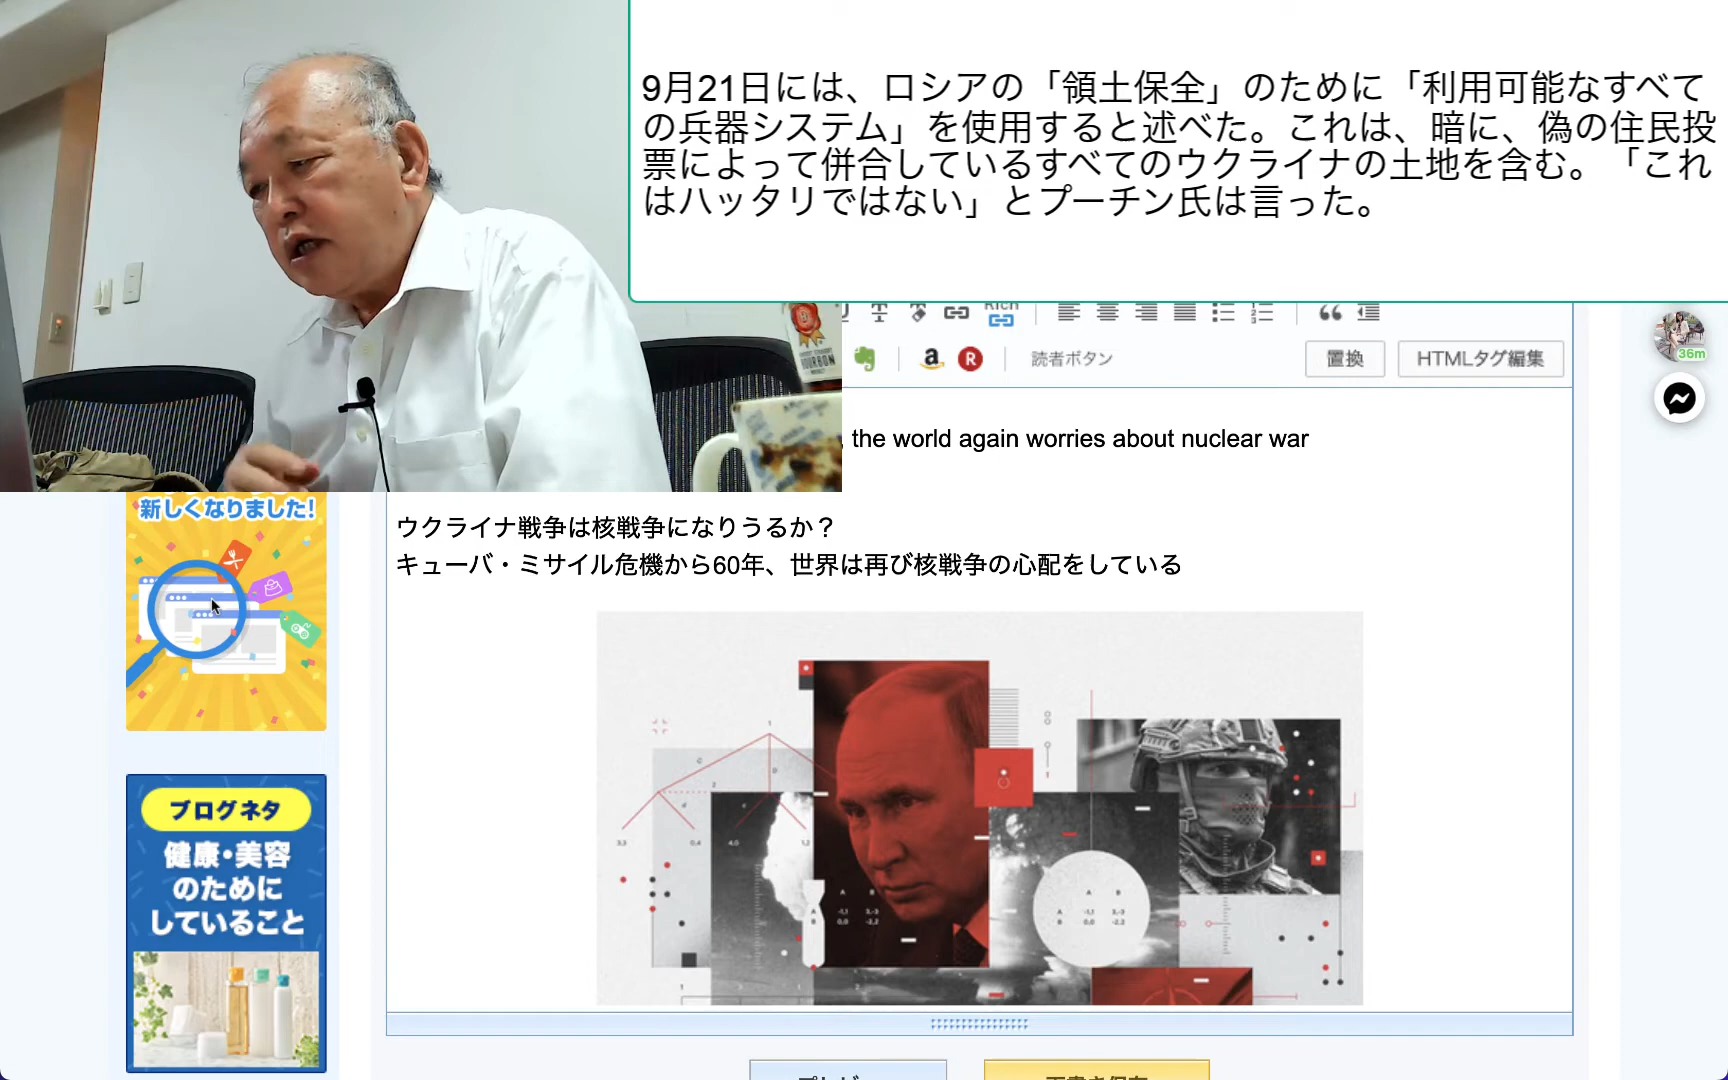 9月21日には、ロシアの「領土保全」のために「利用可能なすべて
の兵器システム」を使用すると述べた。これは、暗に、偽の住民投
票によって併合しているすべてのウクライナの土地を含む。「これ
はハッタリではない」とプーチン氏は言った。
36m
読者ボタン
置換
HTMLタグ編集
, the world again worries about nuclear war
ウクライナ戦争は核戦争になりうるか？
キューバ・ミサイル危機から60年、世界は再び核戦争の心配をしている
新しくなりました!
ブログネタ
健康・美容
のために
していること